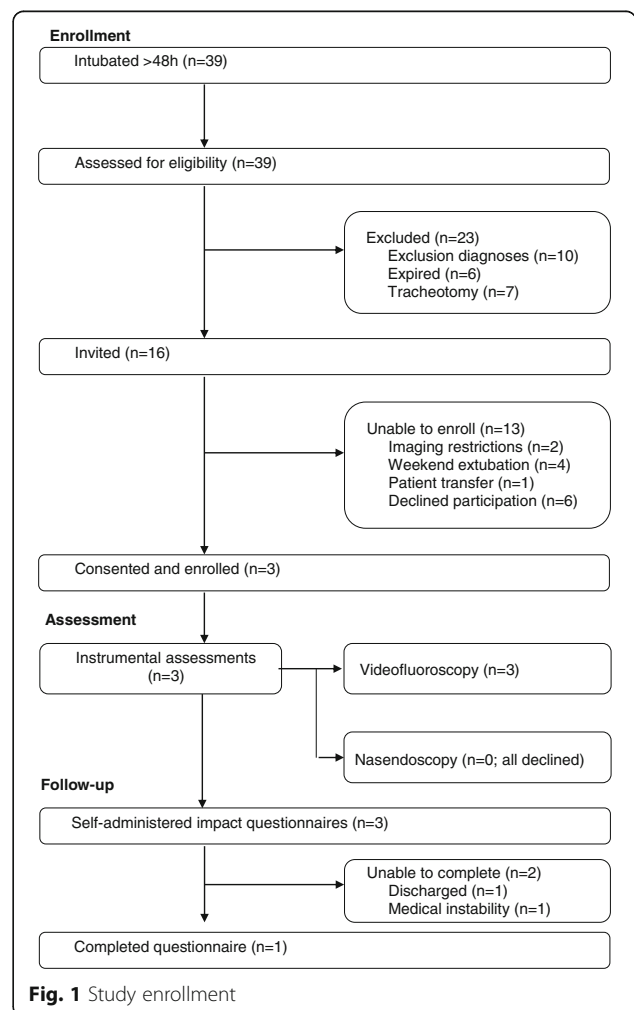 Enrollment
Intubated >48h (n=39)
Assessed for eligibility (n=39)
Excluded (n=23)
Exclusion diagnoses (n=10)
Expired (n=6)
Tracheotomy (n=7)
Invited (n=16)
Unable to enroll (n=13)
Imaging restrictions (n=2)
Weekend extubation (n=4)
Patient transfer (n=1)
Declined participation (n=6)
Consented and enrolled (n=3)
Assessment
Instrumental assessments
(n=3)
Videofluoroscopy (n=3)
Nasendoscopy (n=0; all declined)
Follow-up
Self-administered impact questionnaires (n=3)
Unable to complete (n=2)
Discharged (n=1)
Medical instability (n=1)
Completed questionnaire (n=1)
Fig. 1 Study enrollment